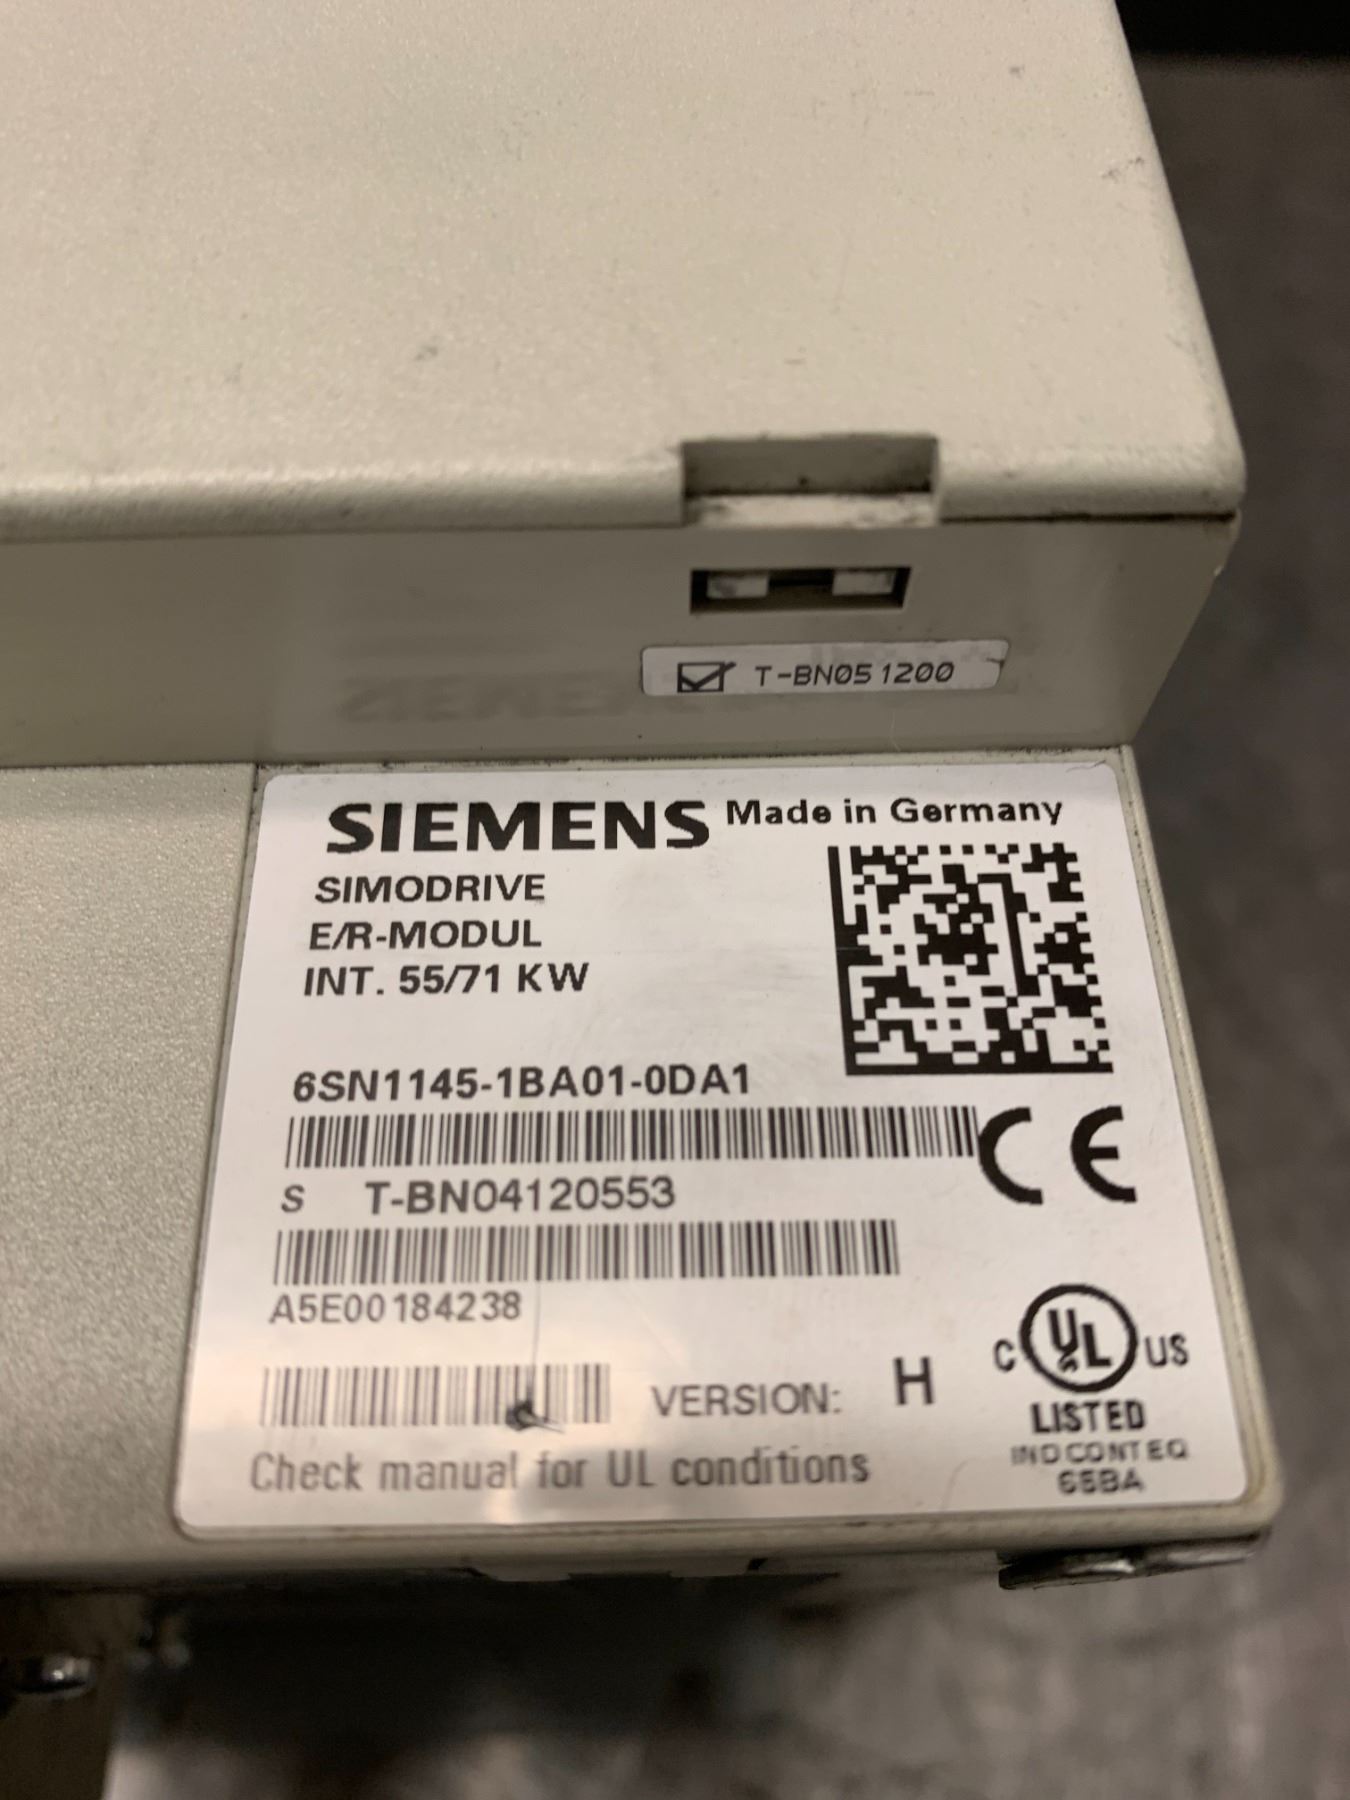 T-BN051200
SIEMENS Made in Germany
SIMODRIVE
E/R-MODUL
INT. 55/71 KW
6SN1145-1BA01-0DA1
S T-BN04120553
A5E00184238
VERSION: H
Check manual for UL conditions
C UL US
LISTED
IND CONT EQ
65BA